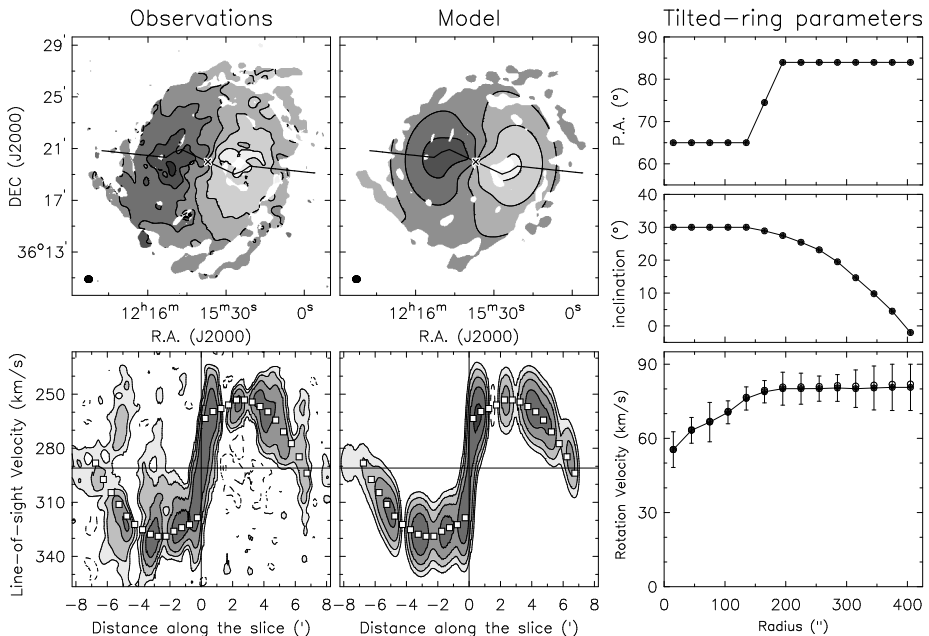 Observations
Model
Tilted-ring parameters
29'
25'
21'
17'
36°13'
DEC (J2000)
12ʰ16ᵐ 15ᵐ30ˢ 0ˢ
R.A. (J2000)
12ʰ16ᵐ 15ᵐ30ˢ 0ˢ
R.A. (J2000)
90
80
70
60
P.A. (°)
30
20
10
0
inclination (°)
250
280
310
340
Line-of-sight Velocity (km/s)
-8 -6 -4 -2 0 2 4 6 8
Distance along the slice (')
-8 -6 -4 -2 0 2 4 6 8
Distance along the slice (')
90
60
30
0
Rotation Velocity (km/s)
0 100 200 300 400
Radius ('')